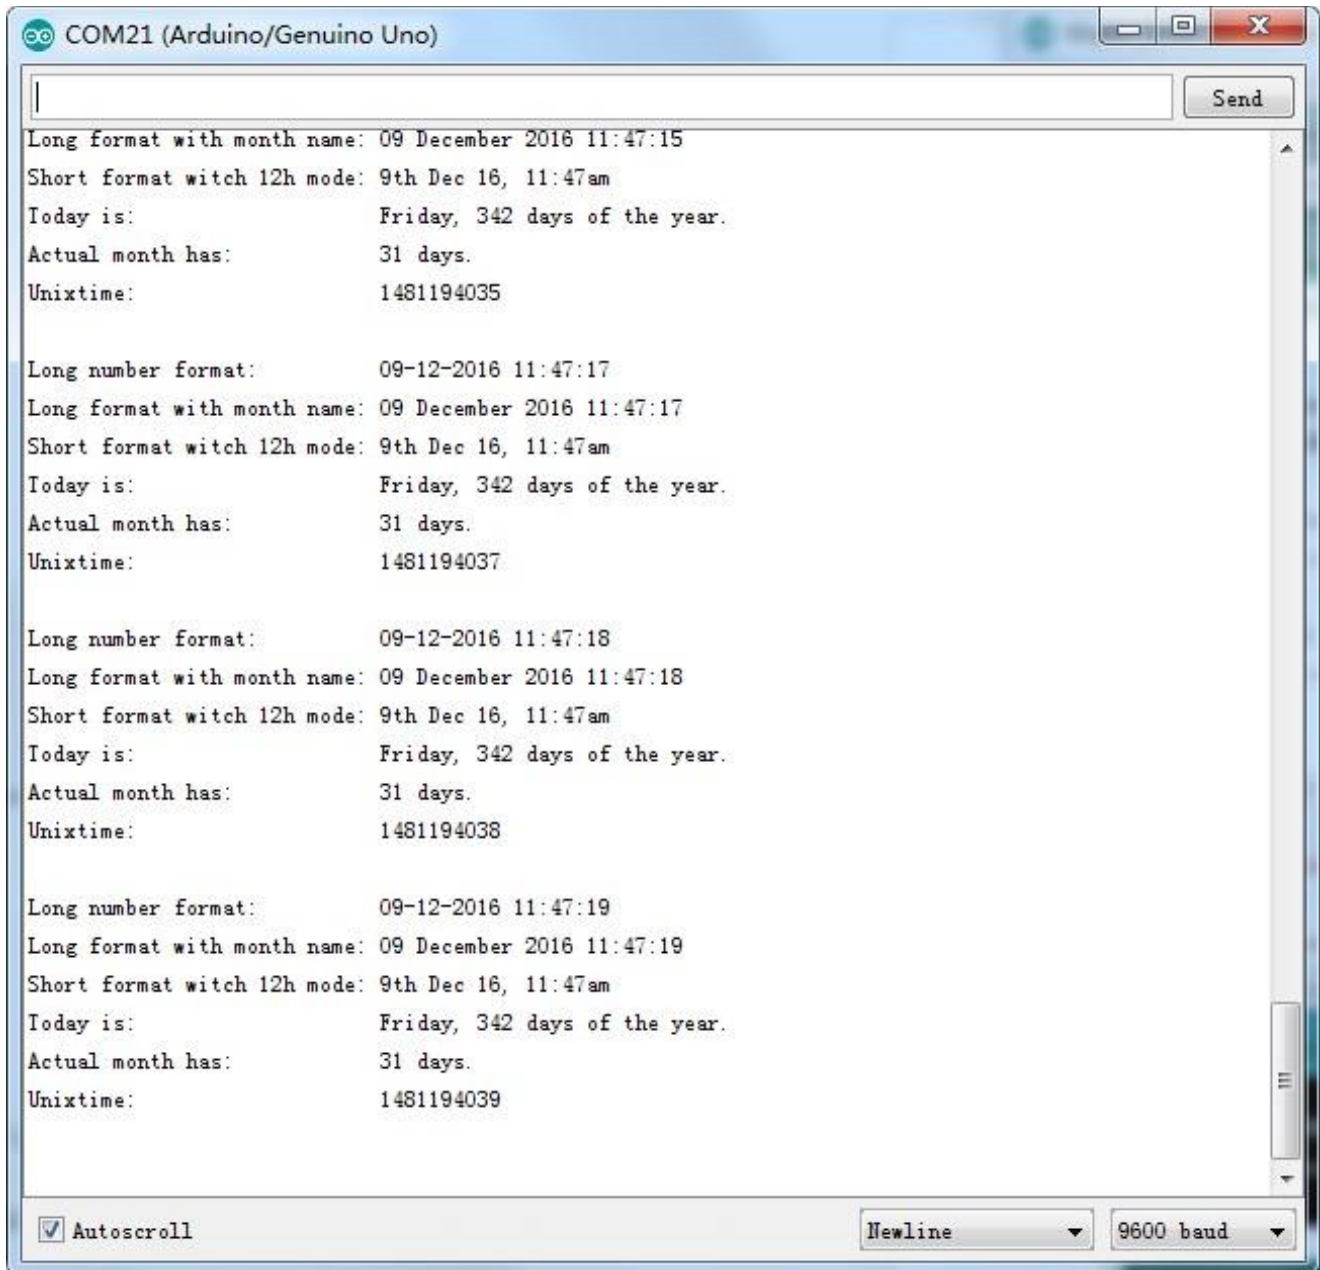 COM21 (Arduino/Genuino Uno)
Send
Long format with month name: 09 December 2016 11:47:15
Short format witch 12h mode: 9th Dec 16, 11:47am
Today is: Friday, 342 days of the year.
Actual month has: 31 days.
Unixtime: 1481194035
Long number format: 09-12-2016 11:47:17
Long format with month name: 09 December 2016 11:47:17
Short format witch 12h mode: 9th Dec 16, 11:47am
Today is: Friday, 342 days of the year.
Actual month has: 31 days.
Unixtime: 1481194037
Long number format: 09-12-2016 11:47:18
Long format with month name: 09 December 2016 11:47:18
Short format witch 12h mode: 9th Dec 16, 11:47am
Today is: Friday, 342 days of the year.
Actual month has: 31 days.
Unixtime: 1481194038
Long number format: 09-12-2016 11:47:19
Long format with month name: 09 December 2016 11:47:19
Short format witch 12h mode: 9th Dec 16, 11:47am
Today is: Friday, 342 days of the year.
Actual month has: 31 days.
Unixtime: 1481194039
Autoscroll Newline 9600 baud